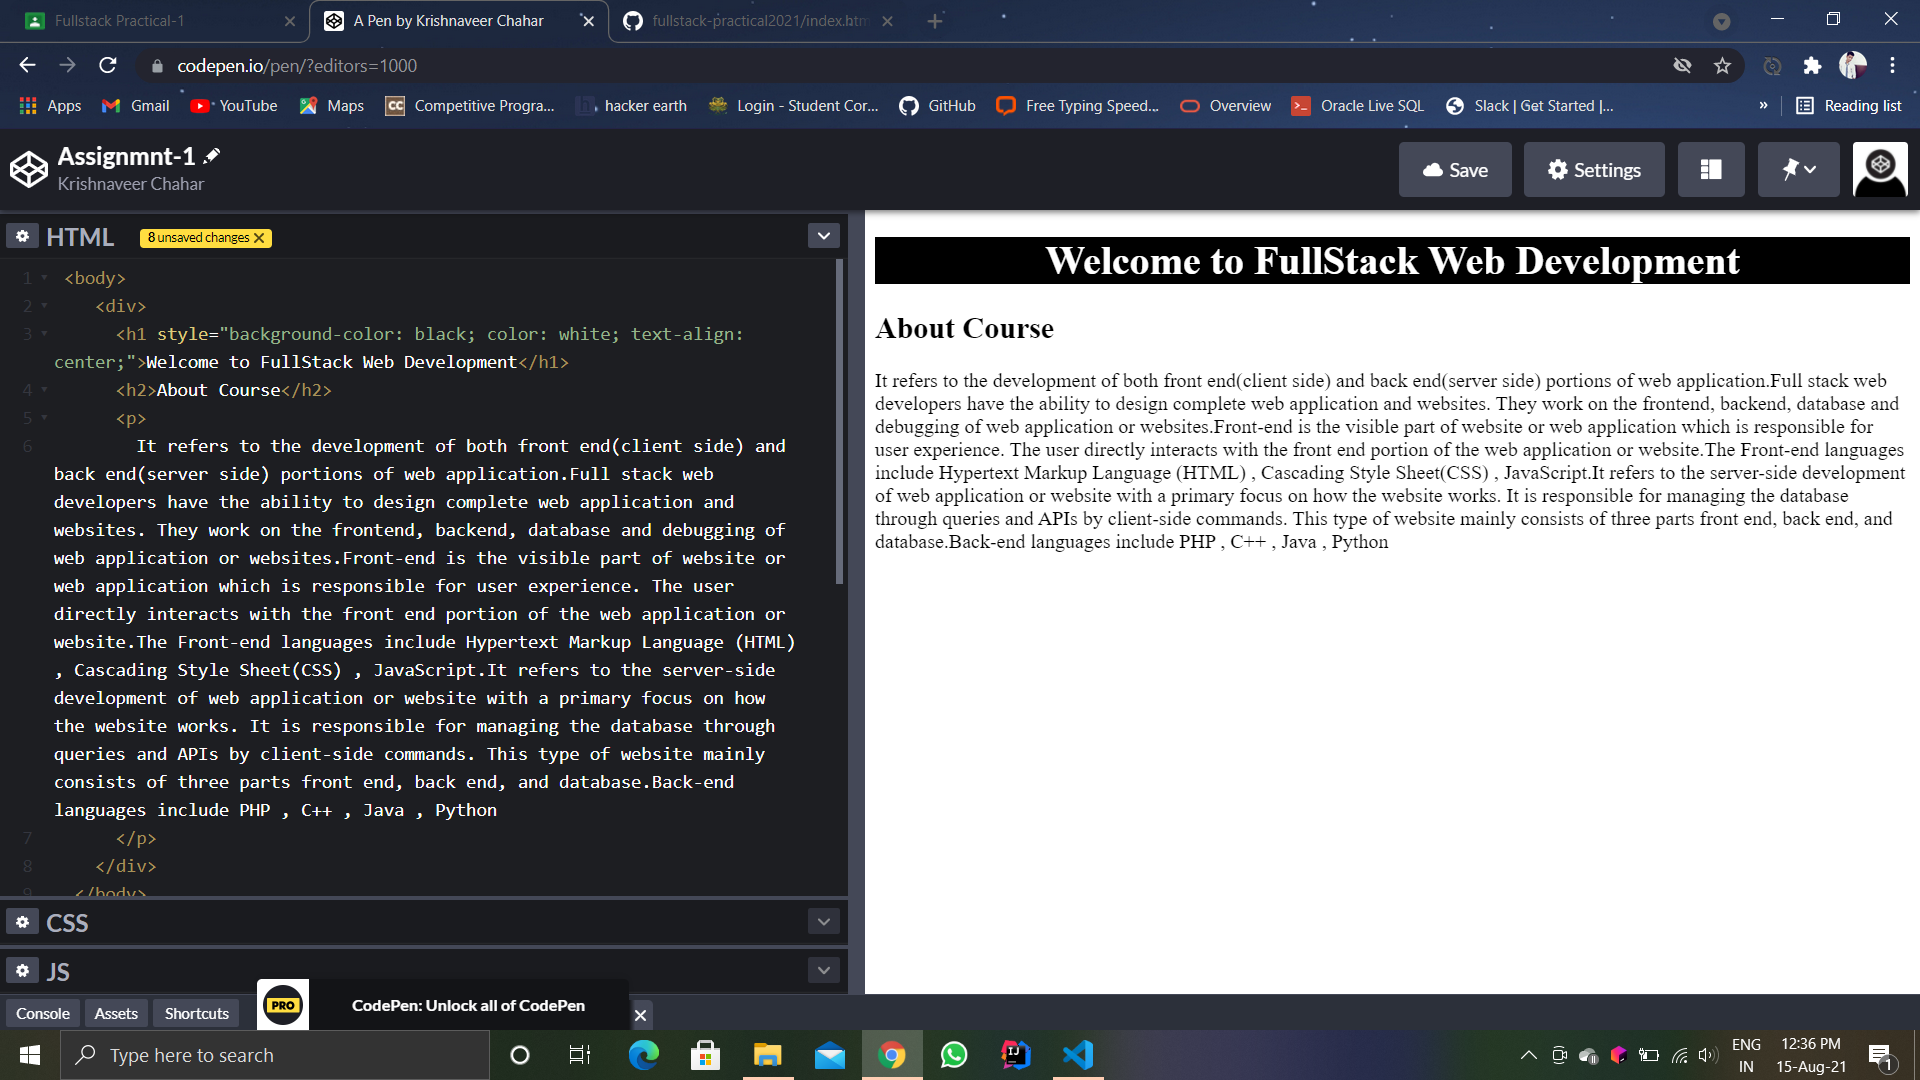 Fullstack Practical-1
A Pen by Krishnaveer Chahar
fullstack-practical2021/index.htm
codepen.io/pen/?editors=1000
Apps
Gmail
YouTube
Maps
Competitive Progra...
hacker earth
Login - Student Cor...
GitHub
Free Typing Speed...
Overview
Oracle Live SQL
Slack | Get Started |...
»
Reading list
Assignmnt-1
Krishnaveer Chahar
Save
Settings
HTML
8 unsaved changes
1 <body>
2 <div>
3 <h1 style="background-color: black; color: white; text-align:
center;">Welcome to FullStack Web Development</h1>
4 <h2>About Course</h2>
5 <p>
6 It refers to the development of both front end(client side) and
back end(server side) portions of web application.Full stack web
developers have the ability to design complete web application and
websites. They work on the frontend, backend, database and debugging of
web application or websites.Front-end is the visible part of website or
web application which is responsible for user experience. The user
directly interacts with the front end portion of the web application or
website.The Front-end languages include Hypertext Markup Language (HTML)
, Cascading Style Sheet(CSS) , JavaScript.It refers to the server-side
development of web application or website with a primary focus on how
the website works. It is responsible for managing the database through
queries and APIs by client-side commands. This type of website mainly
consists of three parts front end, back end, and database.Back-end
languages include PHP , C++ , Java , Python
7 </p>
8 </div>
9 </body>
CSS
JS
Welcome to FullStack Web Development
About Course
It refers to the development of both front end(client side) and back end(server side) portions of web application.Full stack web
developers have the ability to design complete web application and websites. They work on the frontend, backend, database and
debugging of web application or websites.Front-end is the visible part of website or web application which is responsible for
user experience. The user directly interacts with the front end portion of the web application or website.The Front-end languages
include Hypertext Markup Language (HTML) , Cascading Style Sheet(CSS) , JavaScript.It refers to the server-side development
of web application or website with a primary focus on how the website works. It is responsible for managing the database
through queries and APIs by client-side commands. This type of website mainly consists of three parts front end, back end, and
database.Back-end languages include PHP , C++ , Java , Python
Console
Assets
Shortcuts
PRO
CodePen: Unlock all of CodePen
Type here to search
ENG
IN
12:36 PM
15-Aug-21
1